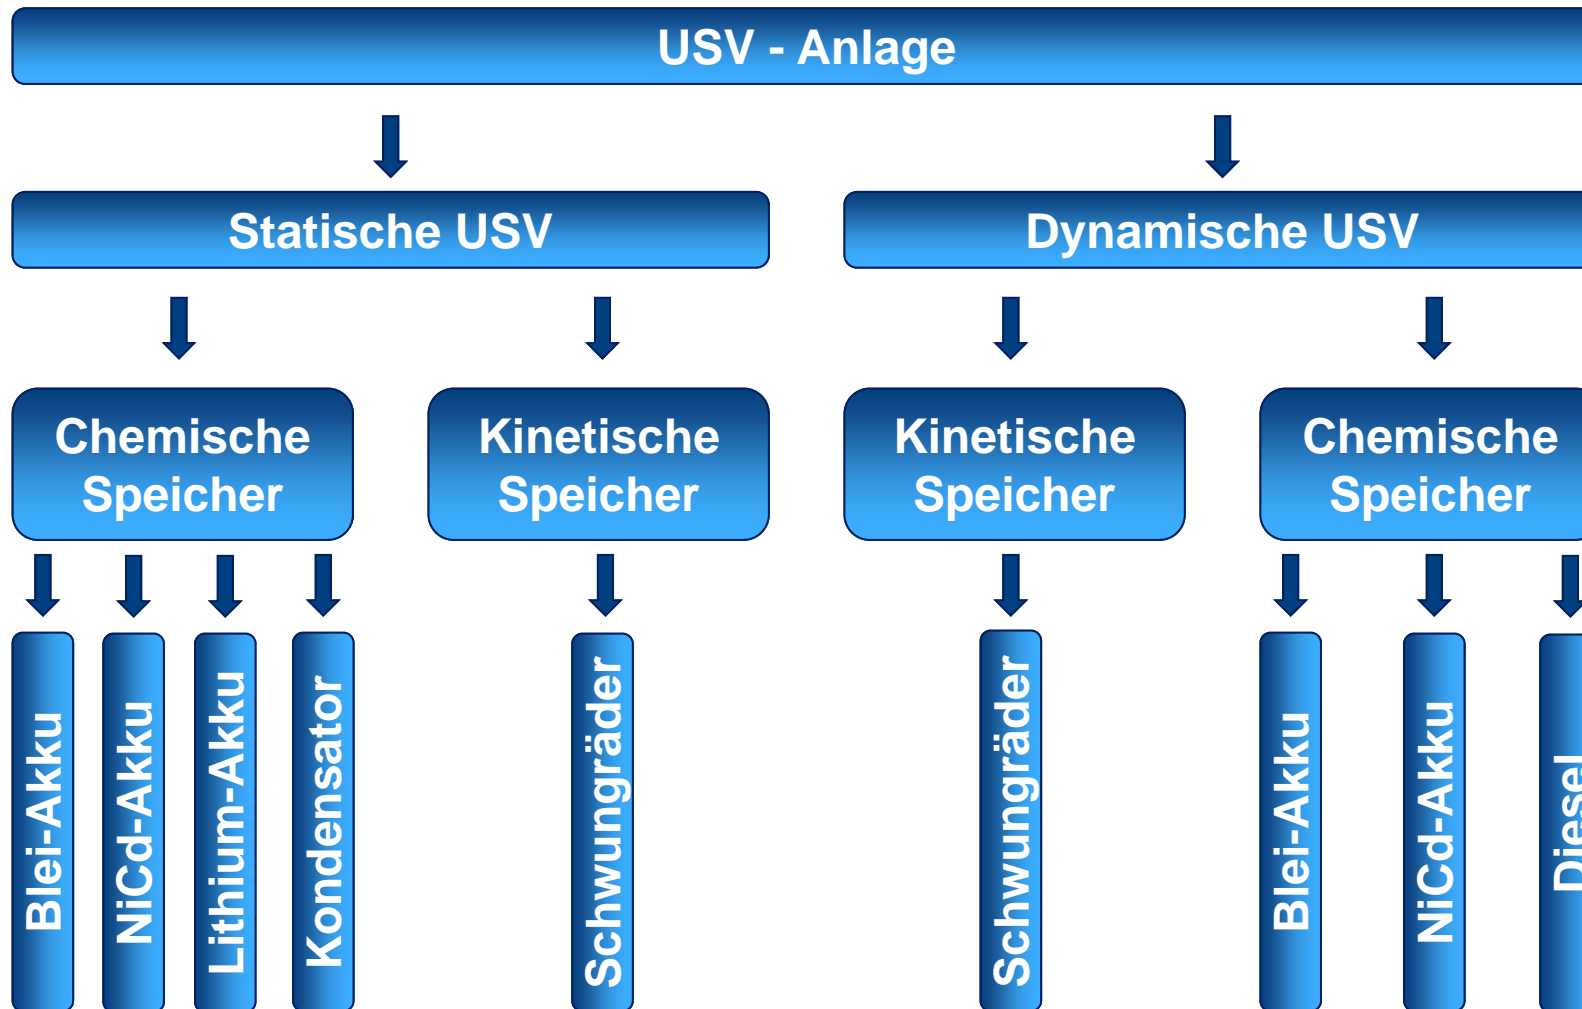 USV - Anlage
Statische USV
Dynamische USV
Chemische
Speicher
Kinetische
Speicher
Kinetische
Speicher
Chemische
Speicher
Blei-Akku
NiCd-Akku
Lithium-Akku
Kondensator
Schwungräder
Schwungräder
Blei-Akku
NiCd-Akku
Diesel